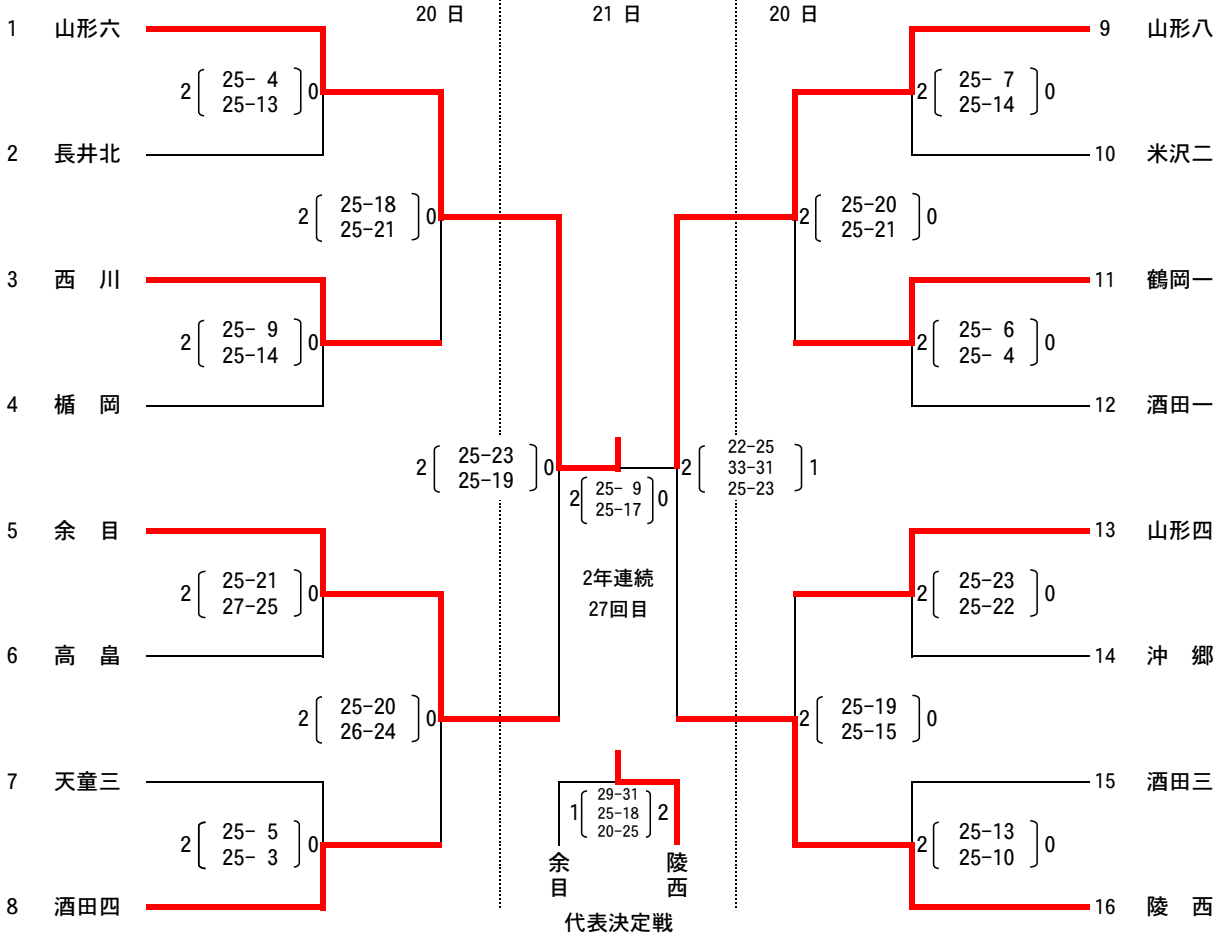 20 日
21 日
20 日
1 山形六
2 [ 25- 4 ] 0
25-13
2 長井北
2 [ 25-18 ] 0
25-21
3 西 川
2 [ 25- 9 ] 0
25-14
4 楯 岡
2 [ 25-23 ] 0
25-19
5 余 目
2 [ 25-21 ] 0
27-25
6 高 畠
2 [ 25-20 ] 0
26-24
7 天童三
2 [ 25- 5 ] 0
25- 3
8 酒田四
2 [ 25- 9 ] 0
25-17
2年連続
27回目
1 [ 29-31 ] 2
25-18
20-25
余目
陵西
代表決定戦
9 山形八
2 [ 25- 7 ] 0
25-14
10 米沢二
2 [ 25-20 ] 0
25-21
11 鶴岡一
2 [ 25- 6 ] 0
25- 4
12 酒田一
2 [ 22-25 ] 1
33-31
25-23
13 山形四
2 [ 25-23 ] 0
25-22
14 沖 郷
2 [ 25-19 ] 0
25-15
15 酒田三
2 [ 25-13 ] 0
25-10
16 陵 西